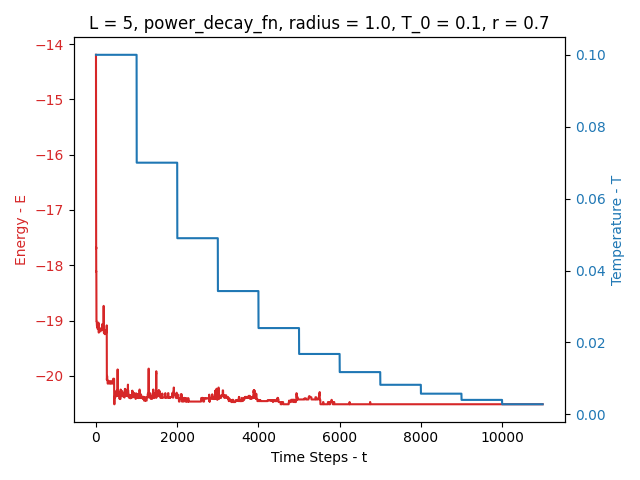 L = 5, power_decay_fn, radius = 1.0, T_0 = 0.1, r = 0.7
−14
−15
−16
−17
−18
−19
−20
Energy - E
0.10
0.08
0.06
0.04
0.02
0.00
Temperature - T
0 2000 4000 6000 8000 10000
Time Steps - t